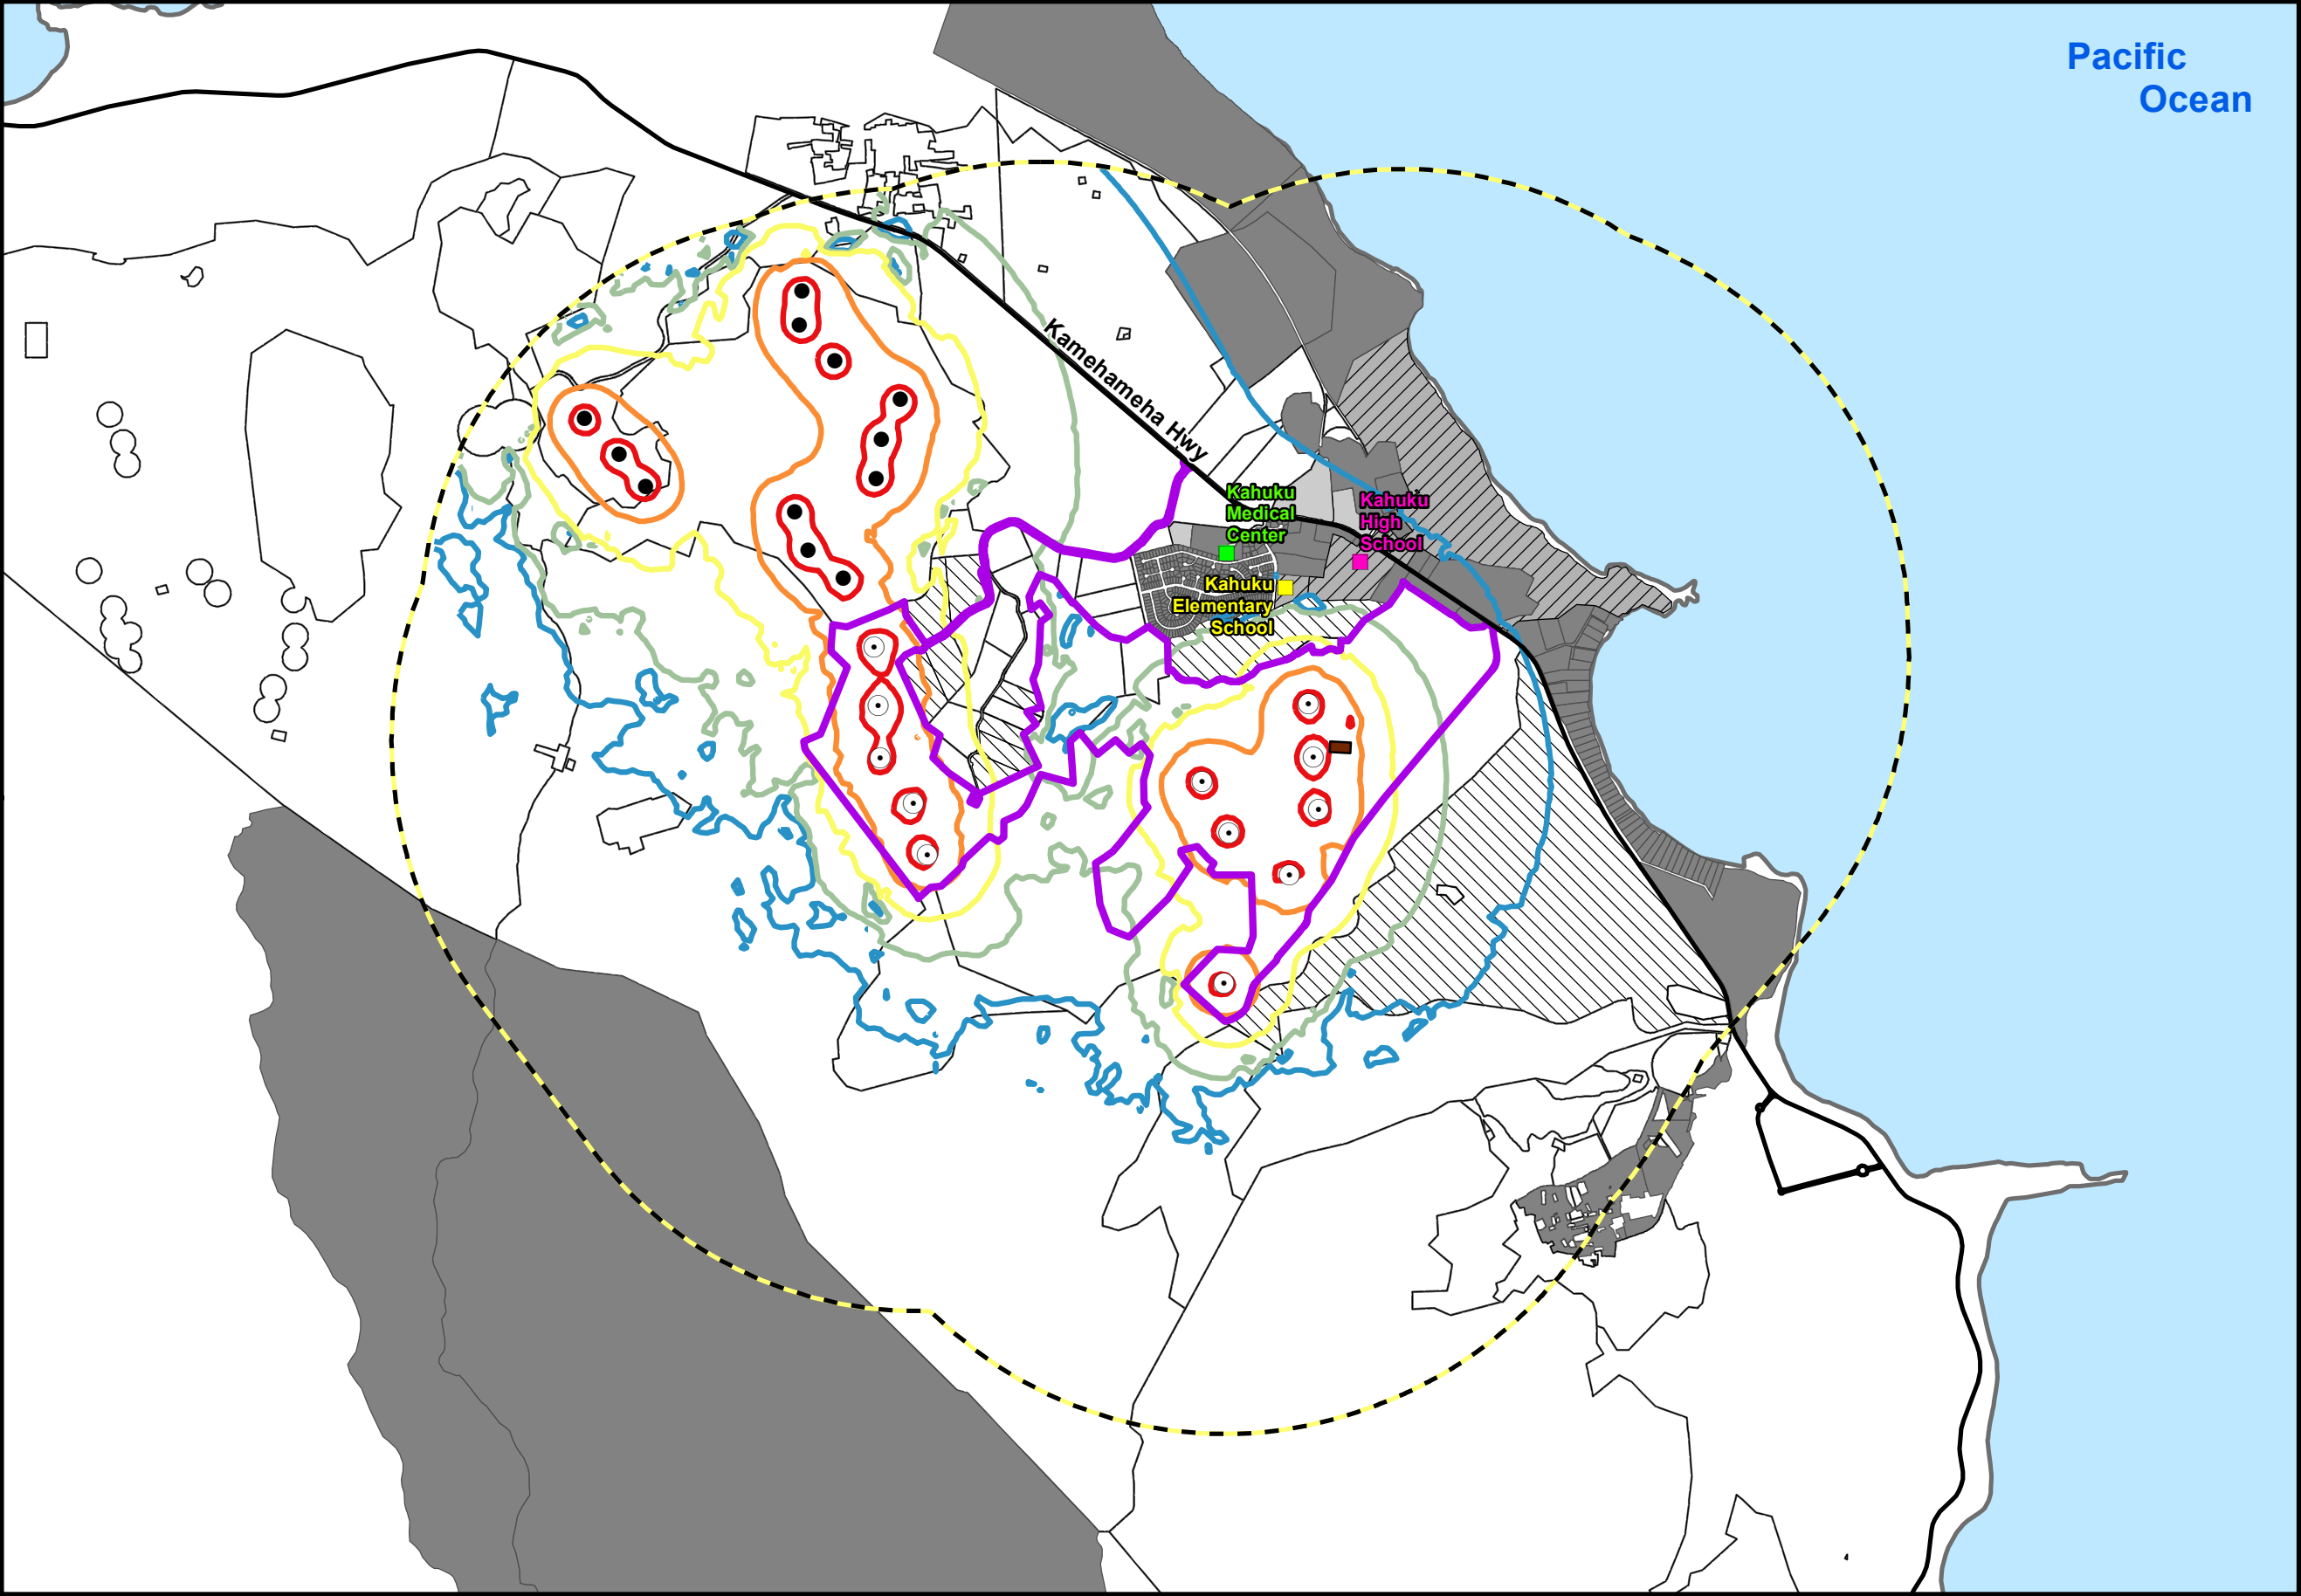 Pacific
Ocean
Kamehameha Hwy
Kahuku
Medical
Center
Kahuku
High
School
Kahuku
Elementary
School